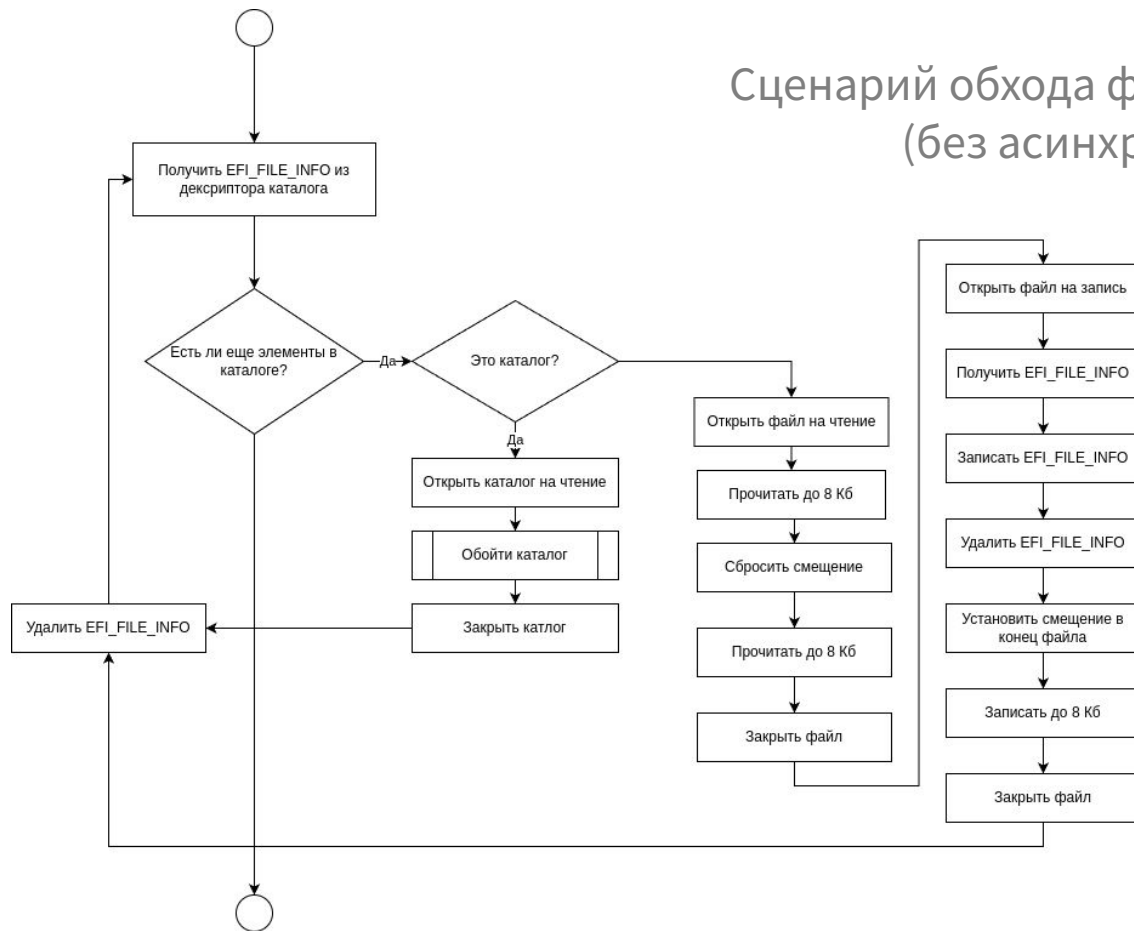 Сценарий обхода ф
(без асинхр
Получить EFI_FILE_INFO из
дексриптора каталога
Есть ли еще элементы в
каталоге?
Да
Это каталог?
Да
Открыть каталог на чтение
Обойти каталог
Закрыть катлог
Удалить EFI_FILE_INFO
Открыть файл на чтение
Прочитать до 8 Кб
Сбросить смещение
Прочитать до 8 Кб
Закрыть файл
Открыть файл на запись
Получить EFI_FILE_INFO
Записать EFI_FILE_INFO
Удалить EFI_FILE_INFO
Установить смещение в
конец файла
Записать до 8 Кб
Закрыть файл